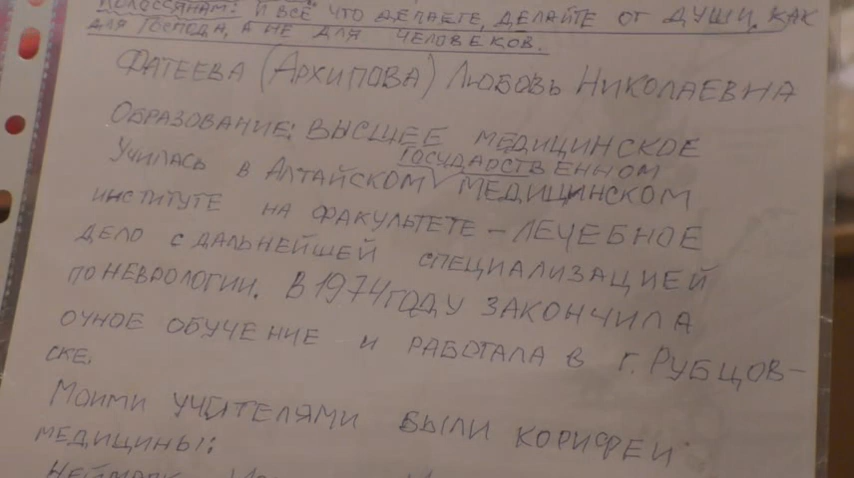 Колоссянам: И ВСЁ ЧТО ДЕЛАЕТЕ, ДЕЛАЙТЕ ОТ ДУШИ, КАК
ДЛЯ ГОСПОДА, А НЕ ДЛЯ ЧЕЛОВЕКОВ.
ФАТЕЕВА (АРХИПОВА) ЛЮБОВЬ НИКОЛАЕВНА
ОБРАЗОВАНИЕ: ВЫСШЕЕ МЕДИЦИНСКОЕ
ГОСУДАРСТВЕННОМ
УЧИЛАСЬ В АЛТАЙСКОМ МЕДИЦИНСКОМ
ИНСТИТУТЕ НА ФАКУЛЬТЕТЕ – ЛЕЧЕБНОЕ
ДЕЛО С ДАЛЬНЕЙШЕЙ СПЕЦИАЛИЗАЦИЕЙ
ПО НЕВРОЛОГИИ. В 1974 ГОДУ ЗАКОНЧИЛА
ОЧНОЕ ОБУЧЕНИЕ И РАБОТАЛА В Г. РУБЦОВ–
СКЕ.
МОИМИ УЧИТЕЛЯМИ БЫЛИ КОРИФЕИ
МЕДИЦИНЫ: